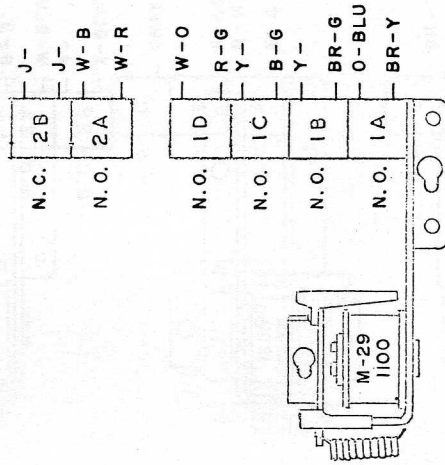 J-
N.C. 2B
J-
W-B
N.O. 2A
W-R
W-O
N.O. 1D
R-G
Y-
N.O. 1C
B-G
Y-
N.O. 1B
BR-G
O-BLU
N.O. 1A
BR-Y
M-29
1100